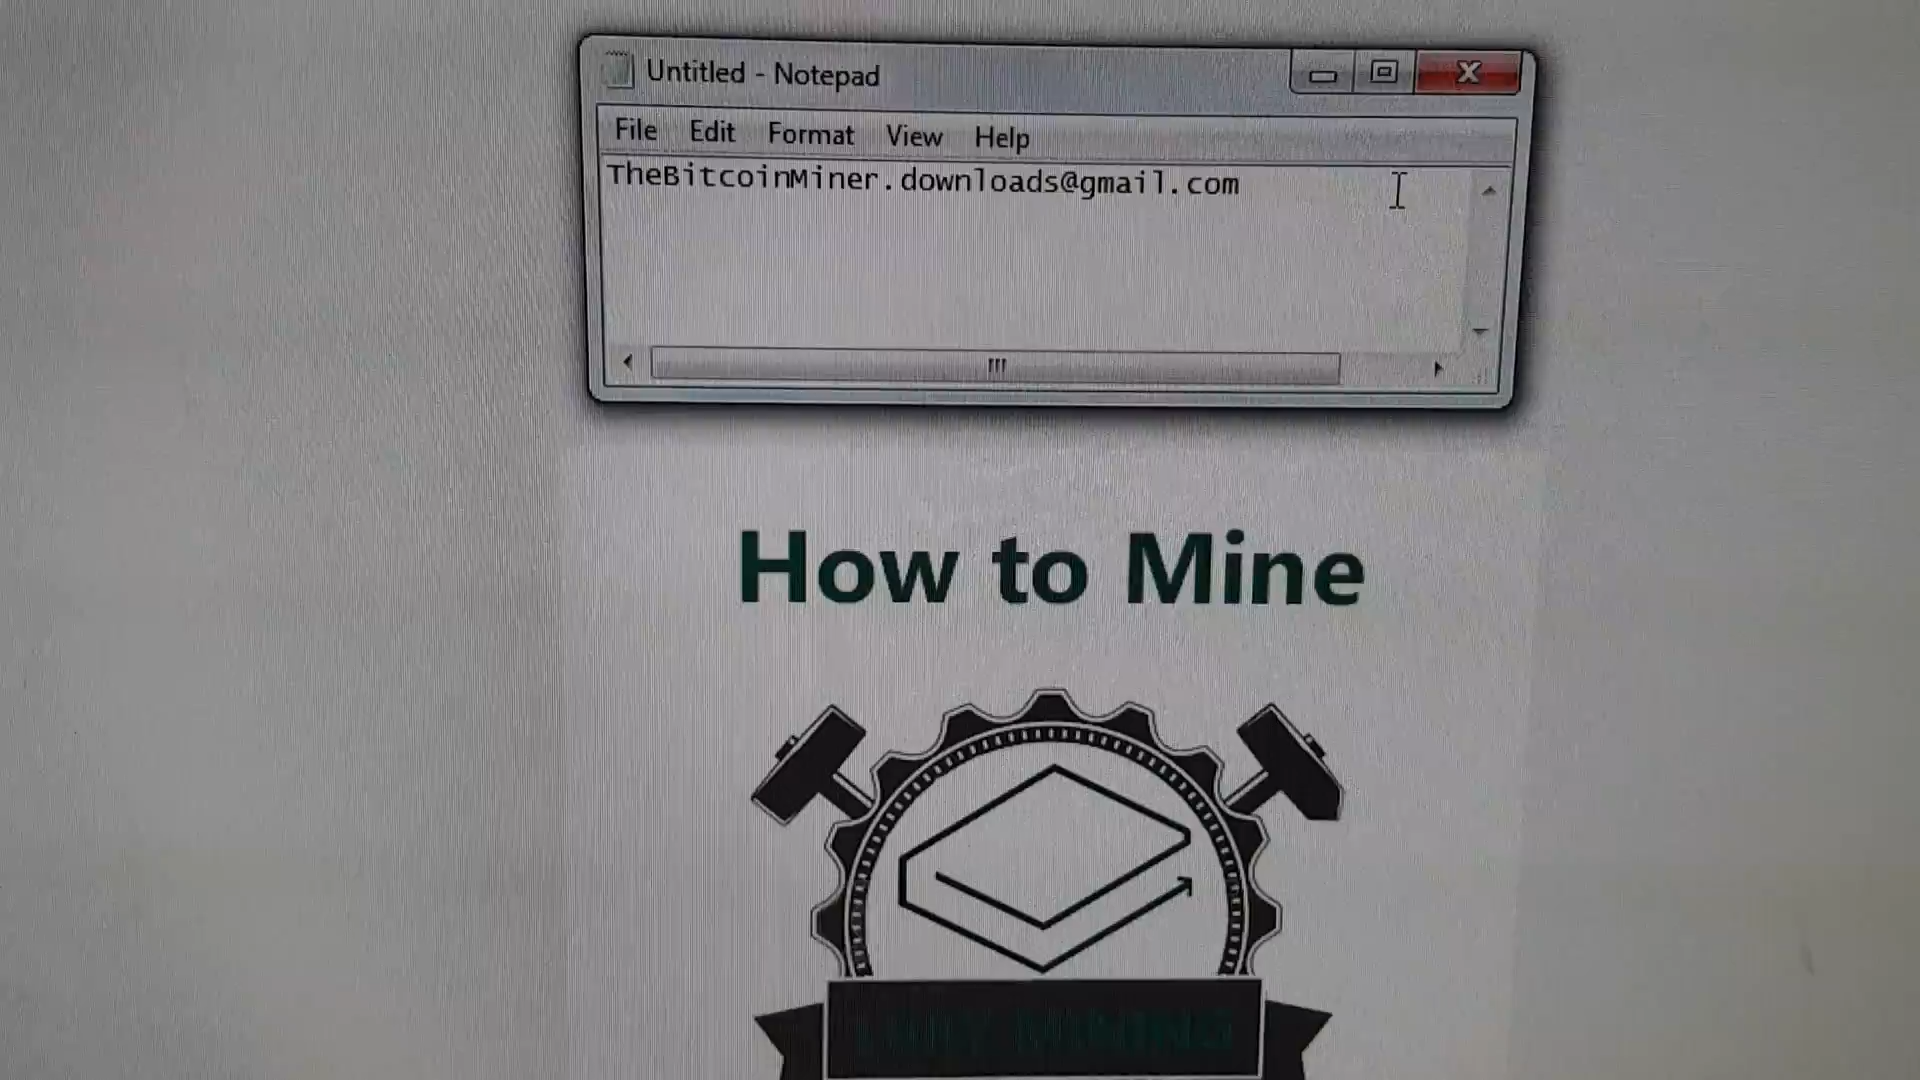 Untitled - Notepad
File Edit Format View Help
TheBitcoinMiner.downloads@gmail.com
How to Mine